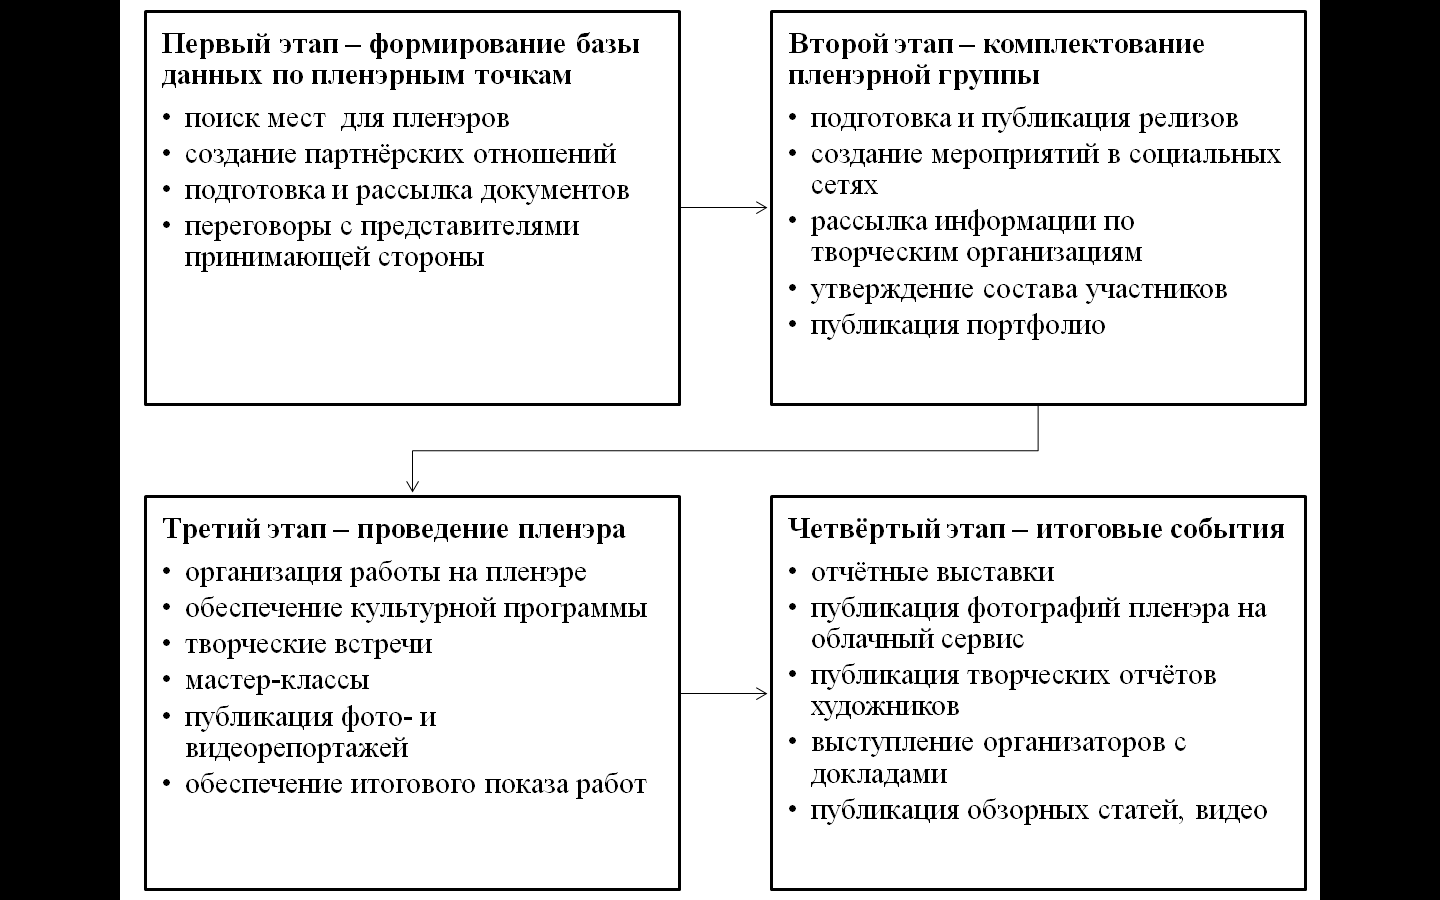 Первый этап – формирование базы
данных по пленэрным точкам
• поиск мест для пленэров
• создание партнёрских отношений
• подготовка и рассылка документов
• переговоры с представителями
принимающей стороны
Второй этап – комплектование
пленэрной группы
• подготовка и публикация релизов
• создание мероприятий в социальных
сетях
• рассылка информации по
творческим организациям
• утверждение состава участников
• публикация портфолио
Третий этап – проведение пленэра
• организация работы на пленэре
• обеспечение культурной программы
• творческие встречи
• мастер-классы
• публикация фото- и
видеорепортажей
• обеспечение итогового показа работ
Четвёртый этап – итоговые события
• отчётные выставки
• публикация фотографий пленэра на
облачный сервис
• публикация творческих отчётов
художников
• выступление организаторов с
докладами
• публикация обзорных статей, видео